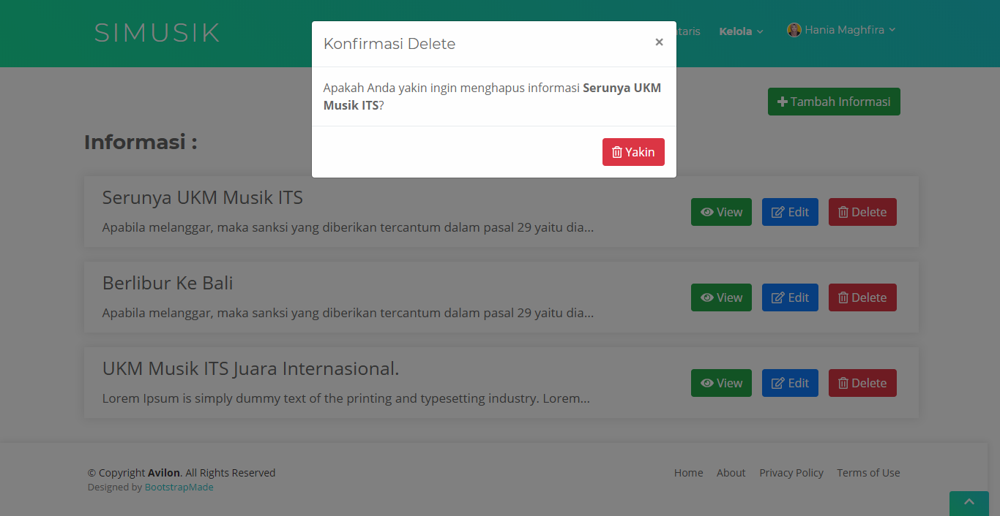 SIMUSIK
Kelola
Hania Maghfira
Konfirmasi Delete
×
Apakah Anda yakin ingin menghapus informasi Serunya UKM
Musik ITS?
Yakin
Tambah Informasi
Informasi :
Serunya UKM Musik ITS
Apabila melanggar, maka sanksi yang diberikan tercantum dalam pasal 29 yaitu dia...
View Edit Delete
Berlibur Ke Bali
Apabila melanggar, maka sanksi yang diberikan tercantum dalam pasal 29 yaitu dia...
View Edit Delete
UKM Musik ITS Juara Internasional.
Lorem Ipsum is simply dummy text of the printing and typesetting industry. Lorem...
View Edit Delete
© Copyright Avilon. All Rights Reserved
Designed by BootstrapMade
Home About Privacy Policy Terms of Use